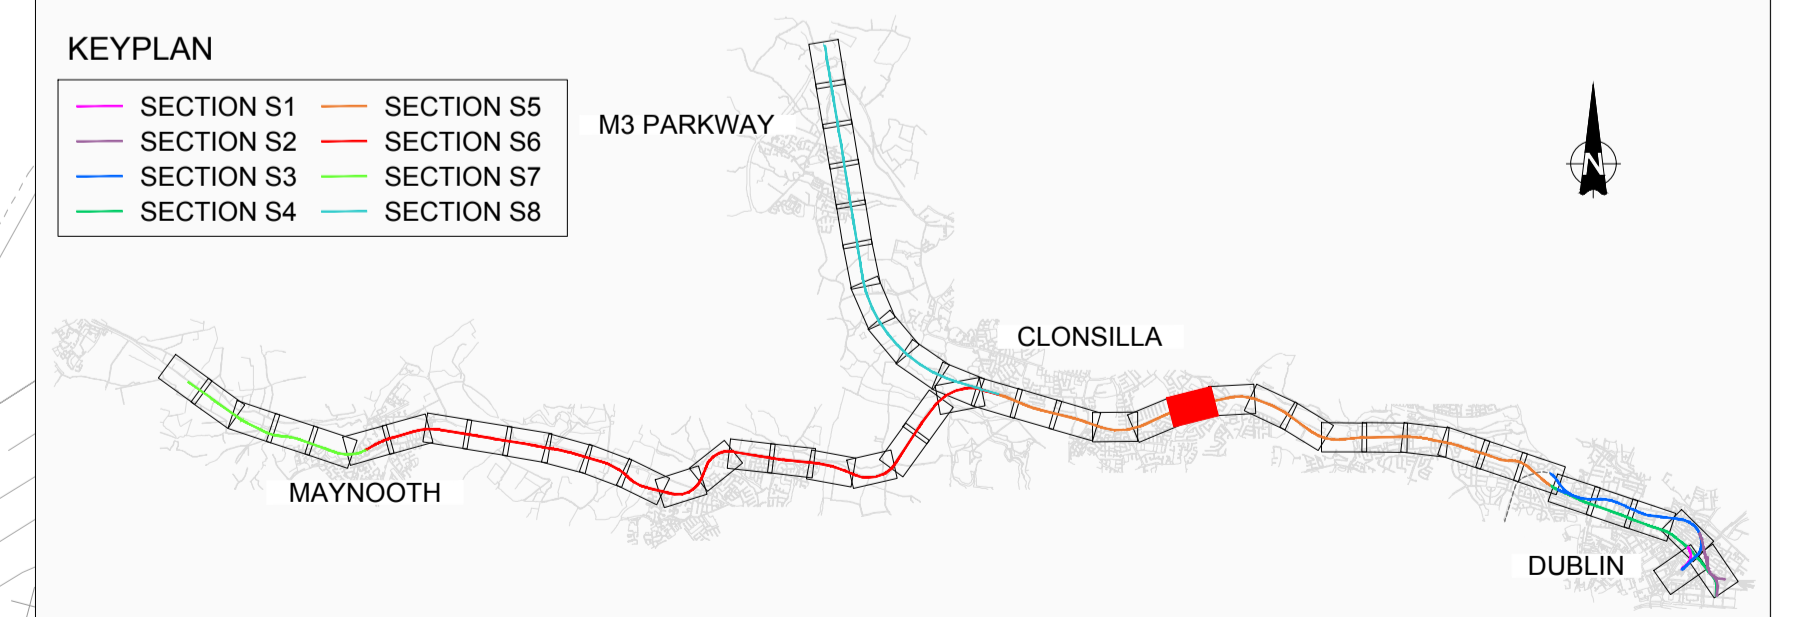 KEYPLAN
SECTION S1 SECTION S5
SECTION S2 SECTION S6
SECTION S3 SECTION S7
SECTION S4 SECTION S8
M3 PARKWAY
N
CLONSILLA
MAYNOOTH
DUBLIN